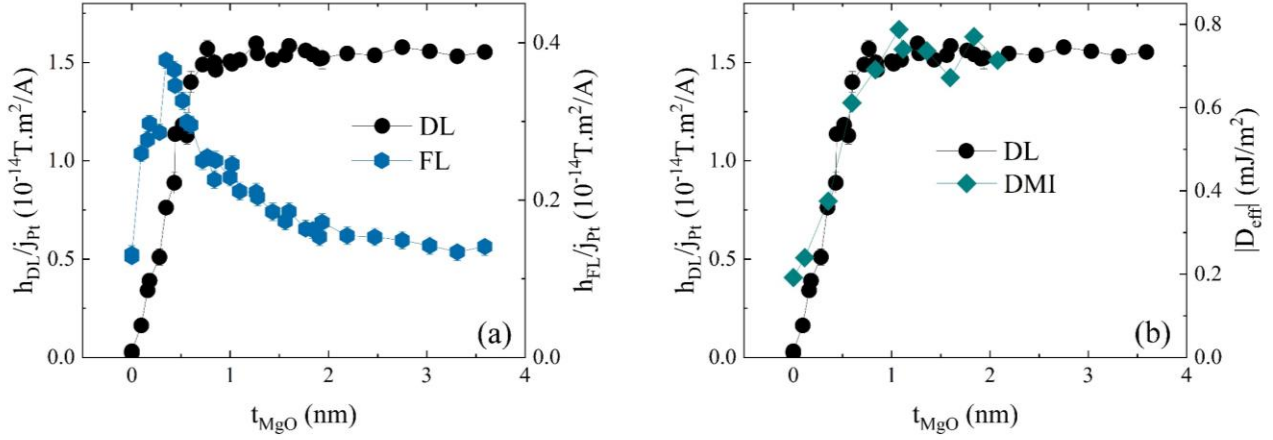 h_DL/j_Pt (10^-14 T.m^2/A)
1.5
1.0
0.5
0.0
DL
FL
(a)
0.4
0.2
0.0
h_FL/j_Pt (10^-14 T.m^2/A)
0 1 2 3 4
t_MgO (nm)
h_DL/j_Pt (10^-14 T.m^2/A)
1.5
1.0
0.5
0.0
DL
DMI
(b)
0.8
0.6
0.4
0.2
0.0
|D_eff| (mJ/m^2)
0 1 2 3 4
t_MgO (nm)